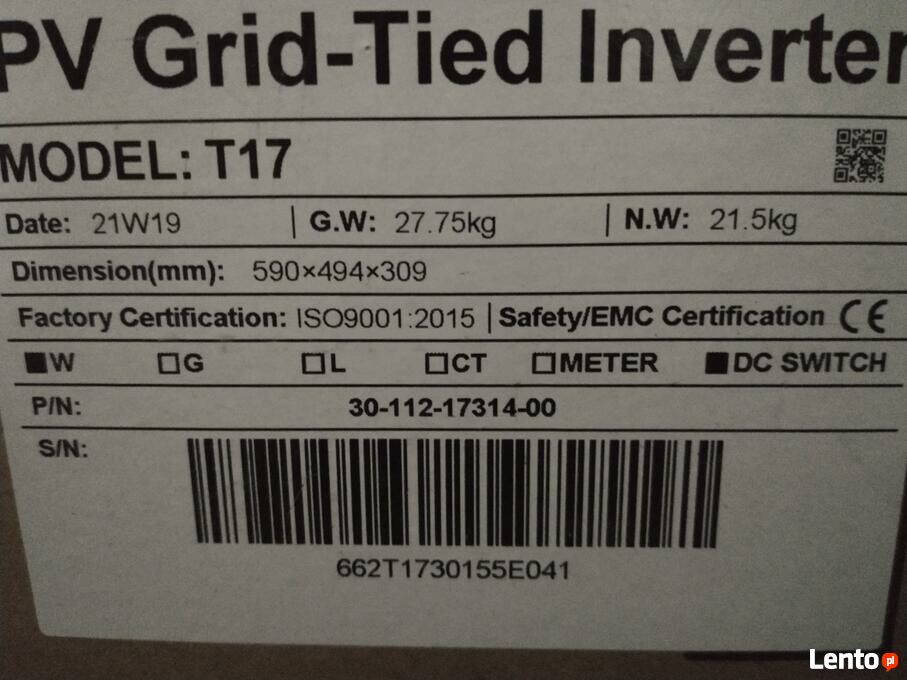 PV Grid-Tied Inverter
MODEL: T17
Date: 21W19 | G.W: 27.75kg | N.W: 21.5kg
Dimension(mm): 590×494×309
Factory Certification: ISO9001:2015 | Safety/EMC Certification CE
■W □G □L □CT □METER ■DC SWITCH
P/N: 30-112-17314-00
S/N:
662T1730155E041
Lento pl